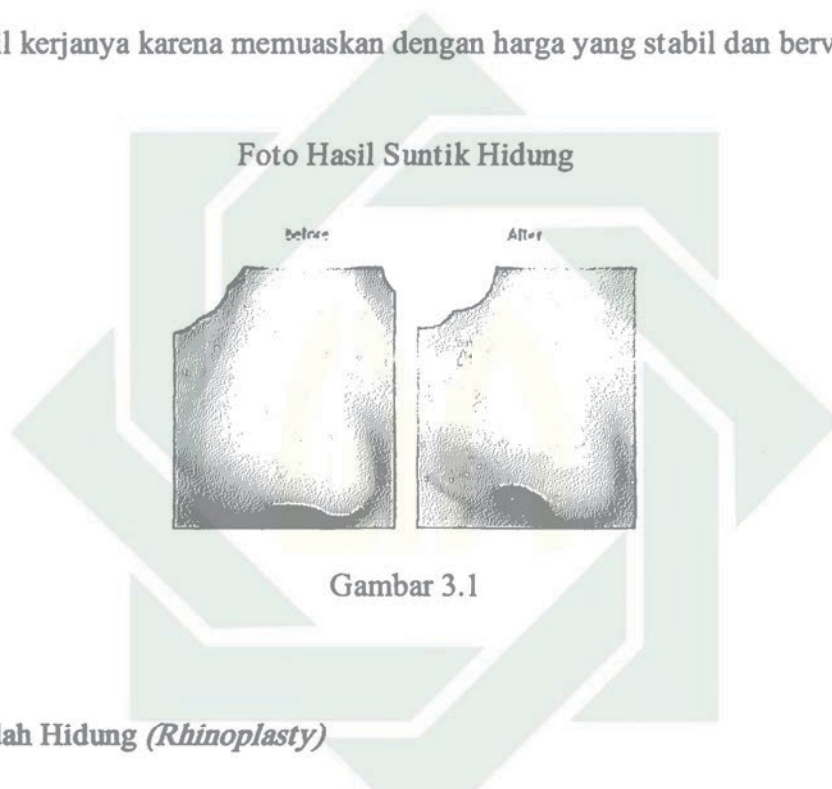 il kerjanya karena memuaskan dengan harga yang stabil dan berv
Foto Hasil Suntik Hidung
Before After
Gambar 3.1
lah Hidung (Rhinoplasty)